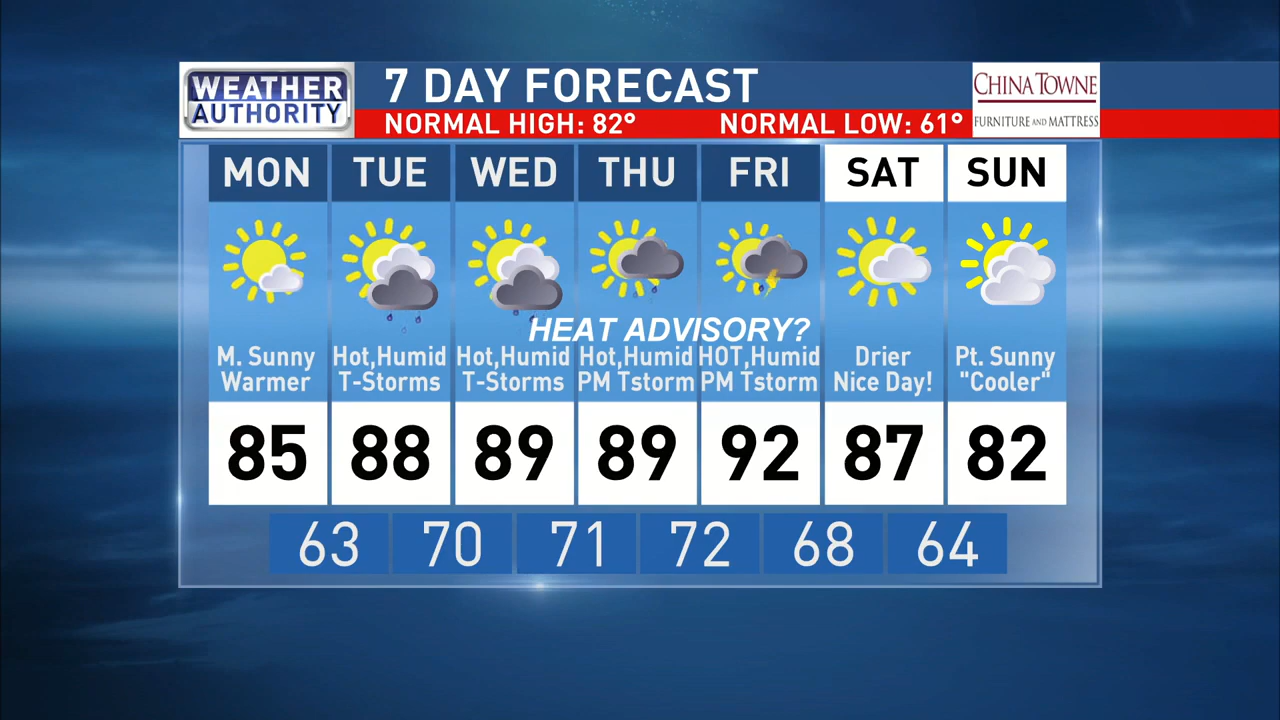 WEATHER
AUTHORITY
7 DAY FORECAST
NORMAL HIGH: 82° NORMAL LOW: 61°
CHINA TOWNE
FURNITURE AND MATTRESS
MON TUE WED THU FRI SAT SUN
HEAT ADVISORY?
M. Sunny Hot,Humid Hot,Humid Hot,Humid HOT,Humid Drier Pt. Sunny
Warmer T-Storms T-Storms PM Tstorm PM Tstorm Nice Day! "Cooler"
85 88 89 89 92 87 82
63 70 71 72 68 64